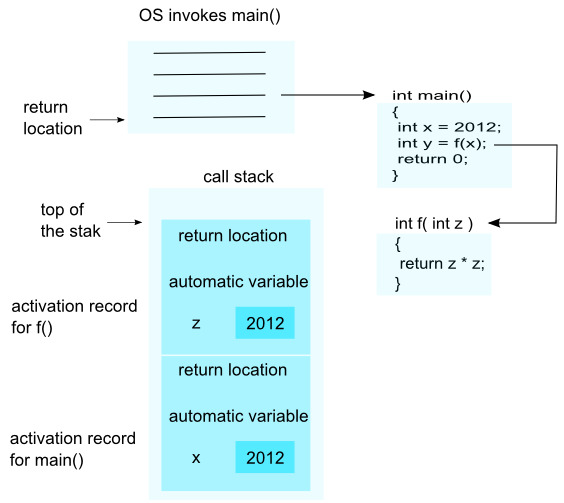 OS invokes main()
return
location
int main()
{
int x = 2012;
int y = f(x);
return 0;
}
call stack
top of
the stak
int f( int z )
{
return z * z;
}
return location
automatic variable
activation record
for f()
z 2012
return location
automatic variable
activation record
for main()
x 2012